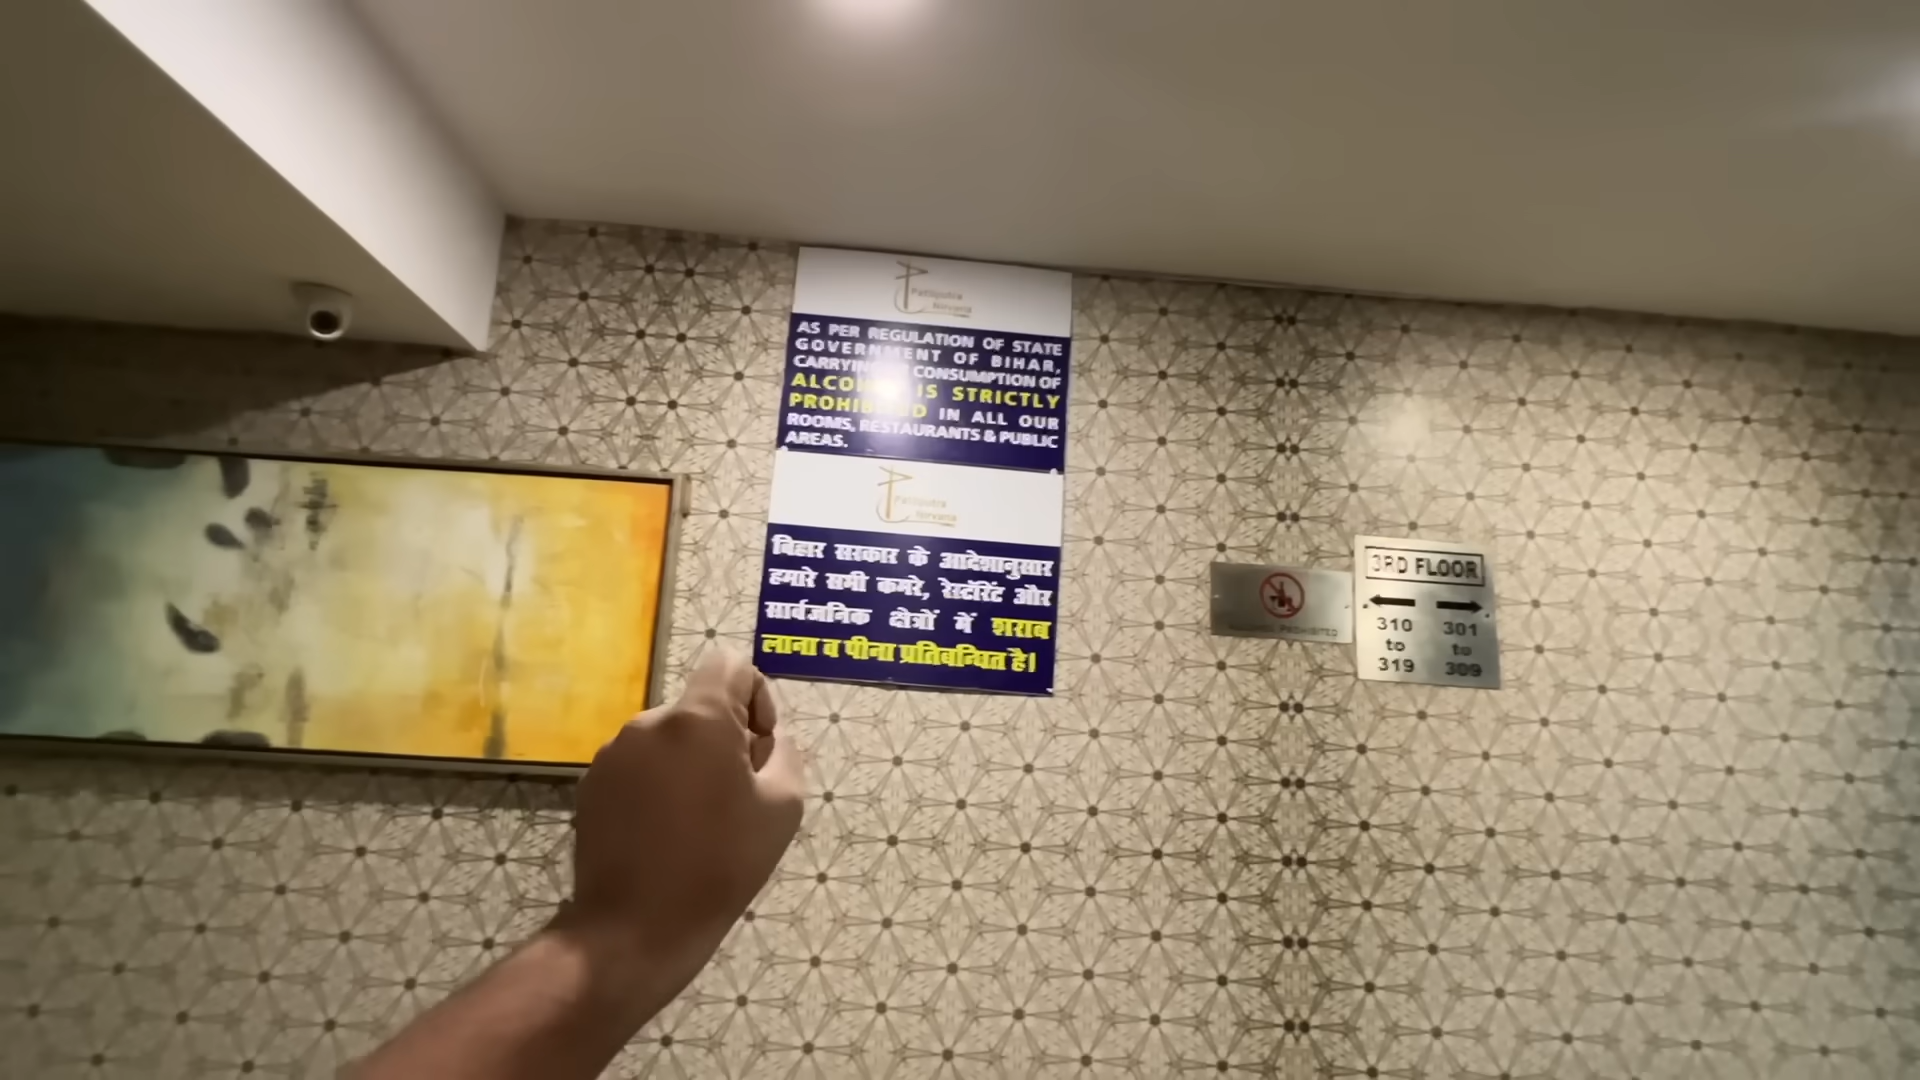 Patliputra
Nirvana
AS PER REGULATION OF STATE
GOVERNMENT OF BIHAR,
CONSUMPTION OF
IS STRICTLY
IN ALL OUR
ROOMS, RESTAURANTS & PUBLIC
AREAS.
Patliputra
Nirvana
बिहार सरकार के आदेशानुसार
हमारे सभी कमरे, रेस्टोरेंट और
सार्वजनिक क्षेत्रों में शराब
लाना व पीना प्रतिबन्धित है।
PROHIBITED
3RD FLOOR
310 301
to to
319 309